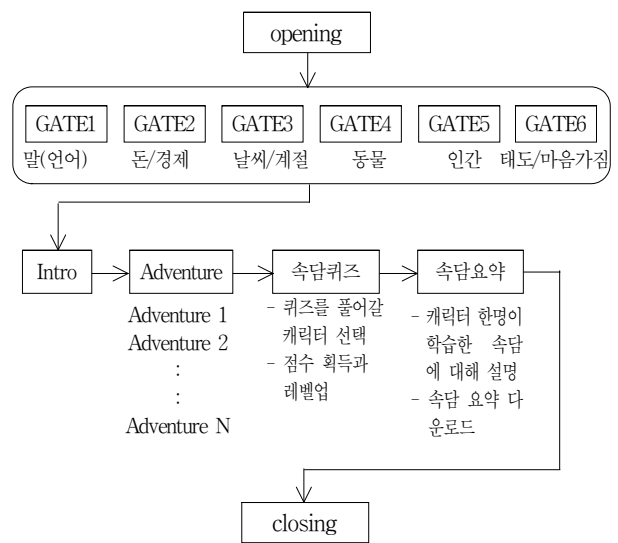 opening
GATE1 GATE2 GATE3 GATE4 GATE5 GATE6
말(언어) 돈/경제 날씨/계절 동물 인간 태도/마음가짐
Intro Adventure 속담퀴즈 속담요약
Adventure 1
Adventure 2
:
:
Adventure N
- 퀴즈를 풀어갈
캐릭터 선택
- 점수 획득과
레벨업
- 캐릭터 한명이
학습한 속담
에 대해 설명
- 속담 요약 다
운로드
closing